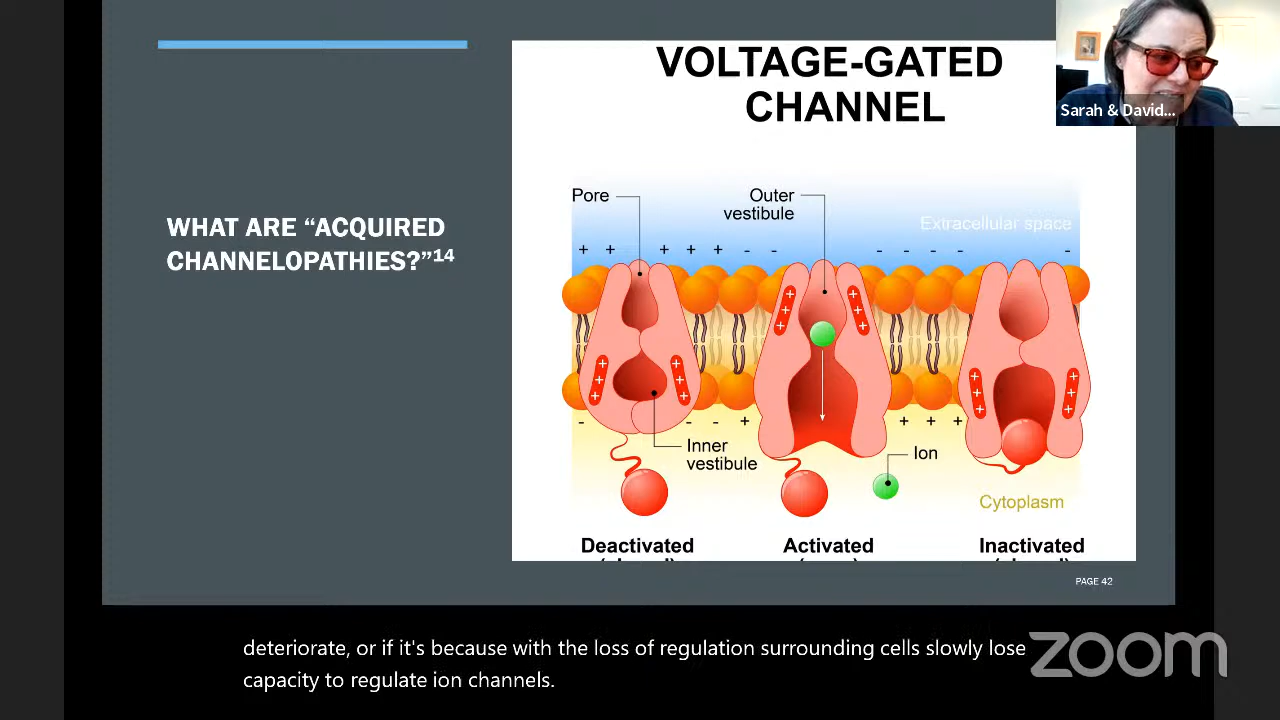 VOLTAGE-GATED
CHANNEL
Sarah & David...
WHAT ARE “ACQUIRED
CHANNELOPATHIES?”14
Pore
Outer
vestibule
Extracellular space
+ + + + + - - - - - - -
+ + + + + +
+ + + + + +
- - - + + + +
Inner
vestibule
Ion
Cytoplasm
Deactivated
Activated
Inactivated
PAGE 42
deteriorate, or if it's because with the loss of regulation surrounding cells slowly lose
capacity to regulate ion channels.
zoom